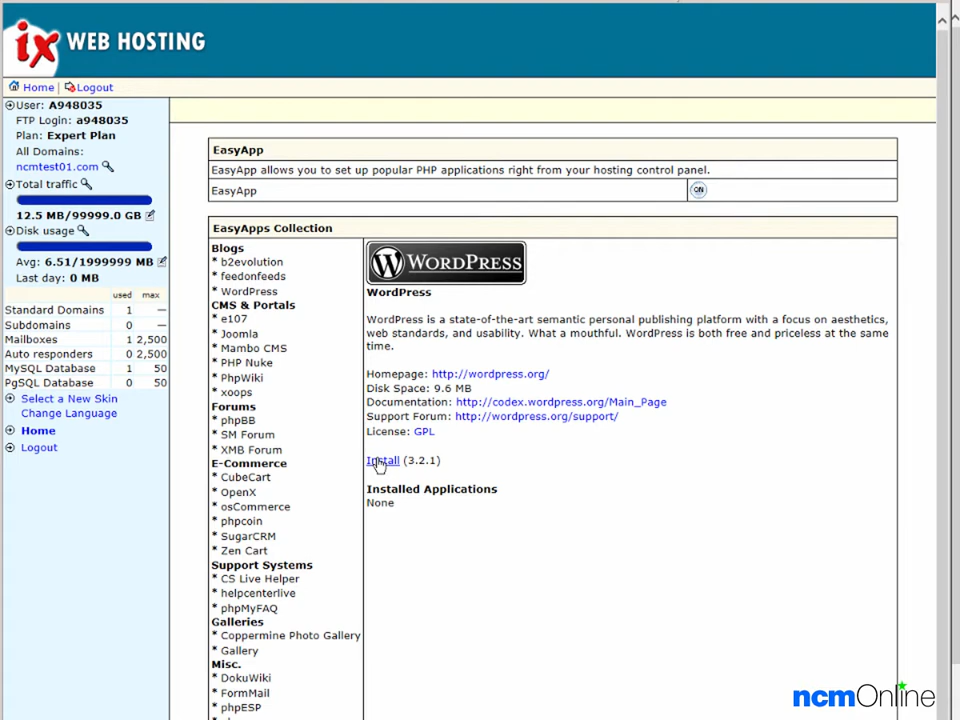 ix WEB HOSTING
Home | Logout
User: A948035
FTP Login: a948035
Plan: Expert Plan
All Domains:
ncmtest01.com
Total traffic
12.5 MB/99999.0 GB
Disk usage
Avg: 6.51/1999999 MB
Last day: 0 MB
used max
Standard Domains 1 —
Subdomains 0 —
Mailboxes 1 2,500
Auto responders 0 2,500
MySQL Database 1 50
PgSQL Database 0 50
Select a New Skin
Change Language
Home
Logout
EasyApp
EasyApp allows you to set up popular PHP applications right from your hosting control panel.
EasyApp ON
EasyApps Collection
Blogs
* b2evolution
* feedonfeeds
* WordPress
CMS & Portals
* e107
* Joomla
* Mambo CMS
* PHP Nuke
* PhpWiki
* xoops
Forums
* phpBB
* SM Forum
* XMB Forum
E-Commerce
* CubeCart
* OpenX
* osCommerce
* phpcoin
* SugarCRM
* Zen Cart
Support Systems
* CS Live Helper
* helpcenterlive
* phpMyFAQ
Galleries
* Coppermine Photo Gallery
* Gallery
Misc.
* DokuWiki
* FormMail
* phpESP
WORDPRESS
WordPress
WordPress is a state-of-the-art semantic personal publishing platform with a focus on aesthetics,
web standards, and usability. What a mouthful. WordPress is both free and priceless at the same
time.
Homepage: http://wordpress.org/
Disk Space: 9.6 MB
Documentation: http://codex.wordpress.org/Main_Page
Support Forum: http://wordpress.org/support/
License: GPL
Install (3.2.1)
Installed Applications
None
ncmOnline